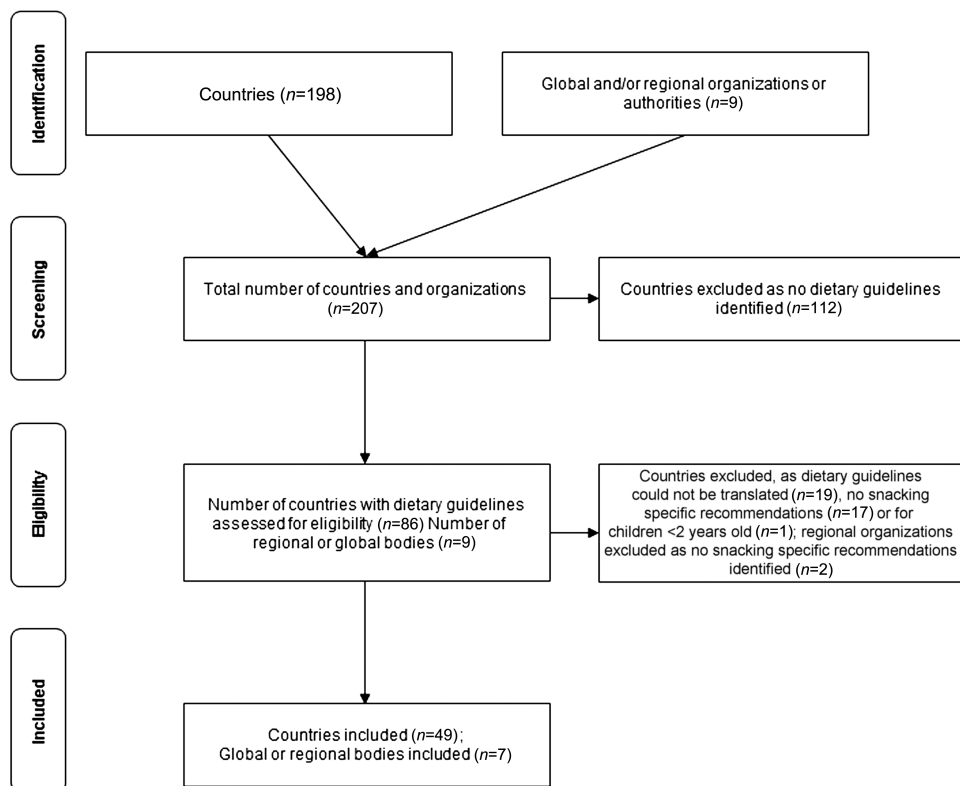 Identification
Countries (n=198)
Global and/or regional organizations or
authorities (n=9)
Screening
Total number of countries and organizations
(n=207)
Countries excluded as no dietary guidelines
identified (n=112)
Eligibility
Number of countries with dietary guidelines
assessed for eligibility (n=86) Number of
regional or global bodies (n=9)
Countries excluded, as dietary guidelines
could not be translated (n=19), no snacking
specific recommendations (n=17) or for
children <2 years old (n=1); regional organizations
excluded as no snacking specific recommendations
identified (n=2)
Included
Countries included (n=49);
Global or regional bodies included (n=7)